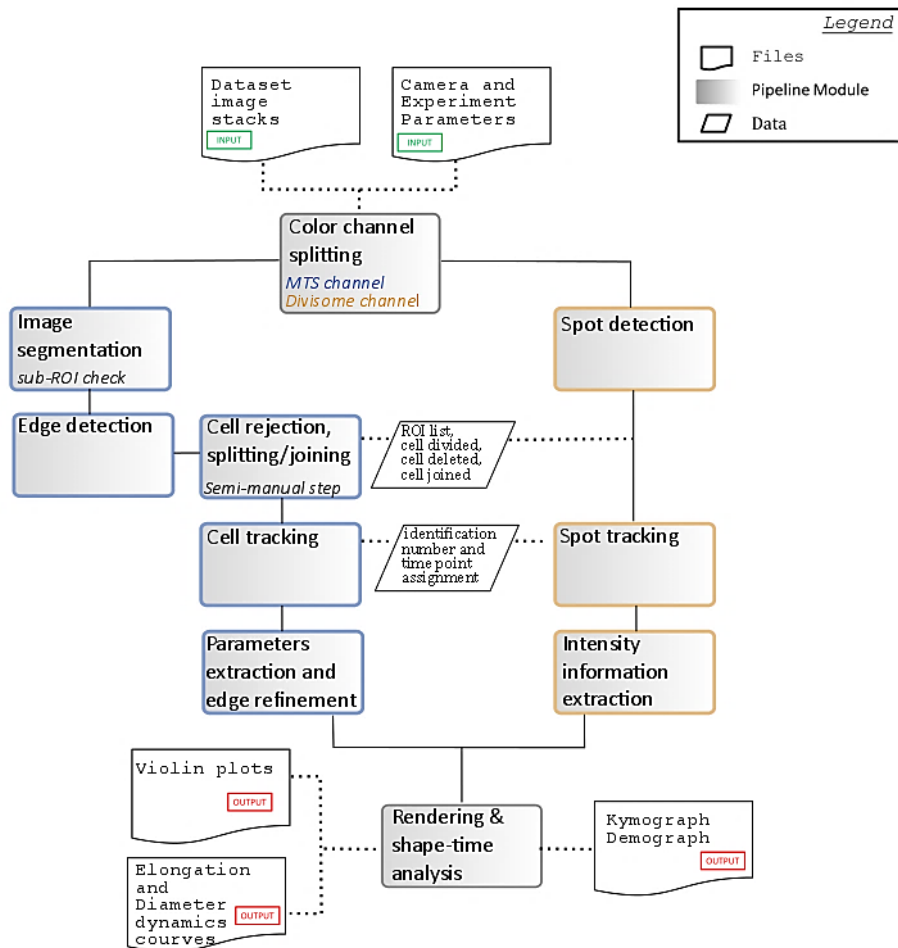 Legend
Files
Pipeline Module
Data
Dataset
image
stacks
INPUT
Camera and
Experiment
Parameters
INPUT
Color channel
splitting
MTS channel
Divisome channel
Image
segmentation
sub-ROI check
Spot detection
Edge detection
Cell rejection,
splitting/joining
Semi-manual step
ROI list,
cell divided,
cell deleted,
cell joined
Cell tracking
identification
number and
time point
assignment
Spot tracking
Parameters
extraction and
edge refinement
Intensity
information
extraction
Violin plots
OUTPUT
Rendering &
shape-time
analysis
Kymograph
Demograph
OUTPUT
Elongation
and
Diameter
dynamics
courves
OUTPUT